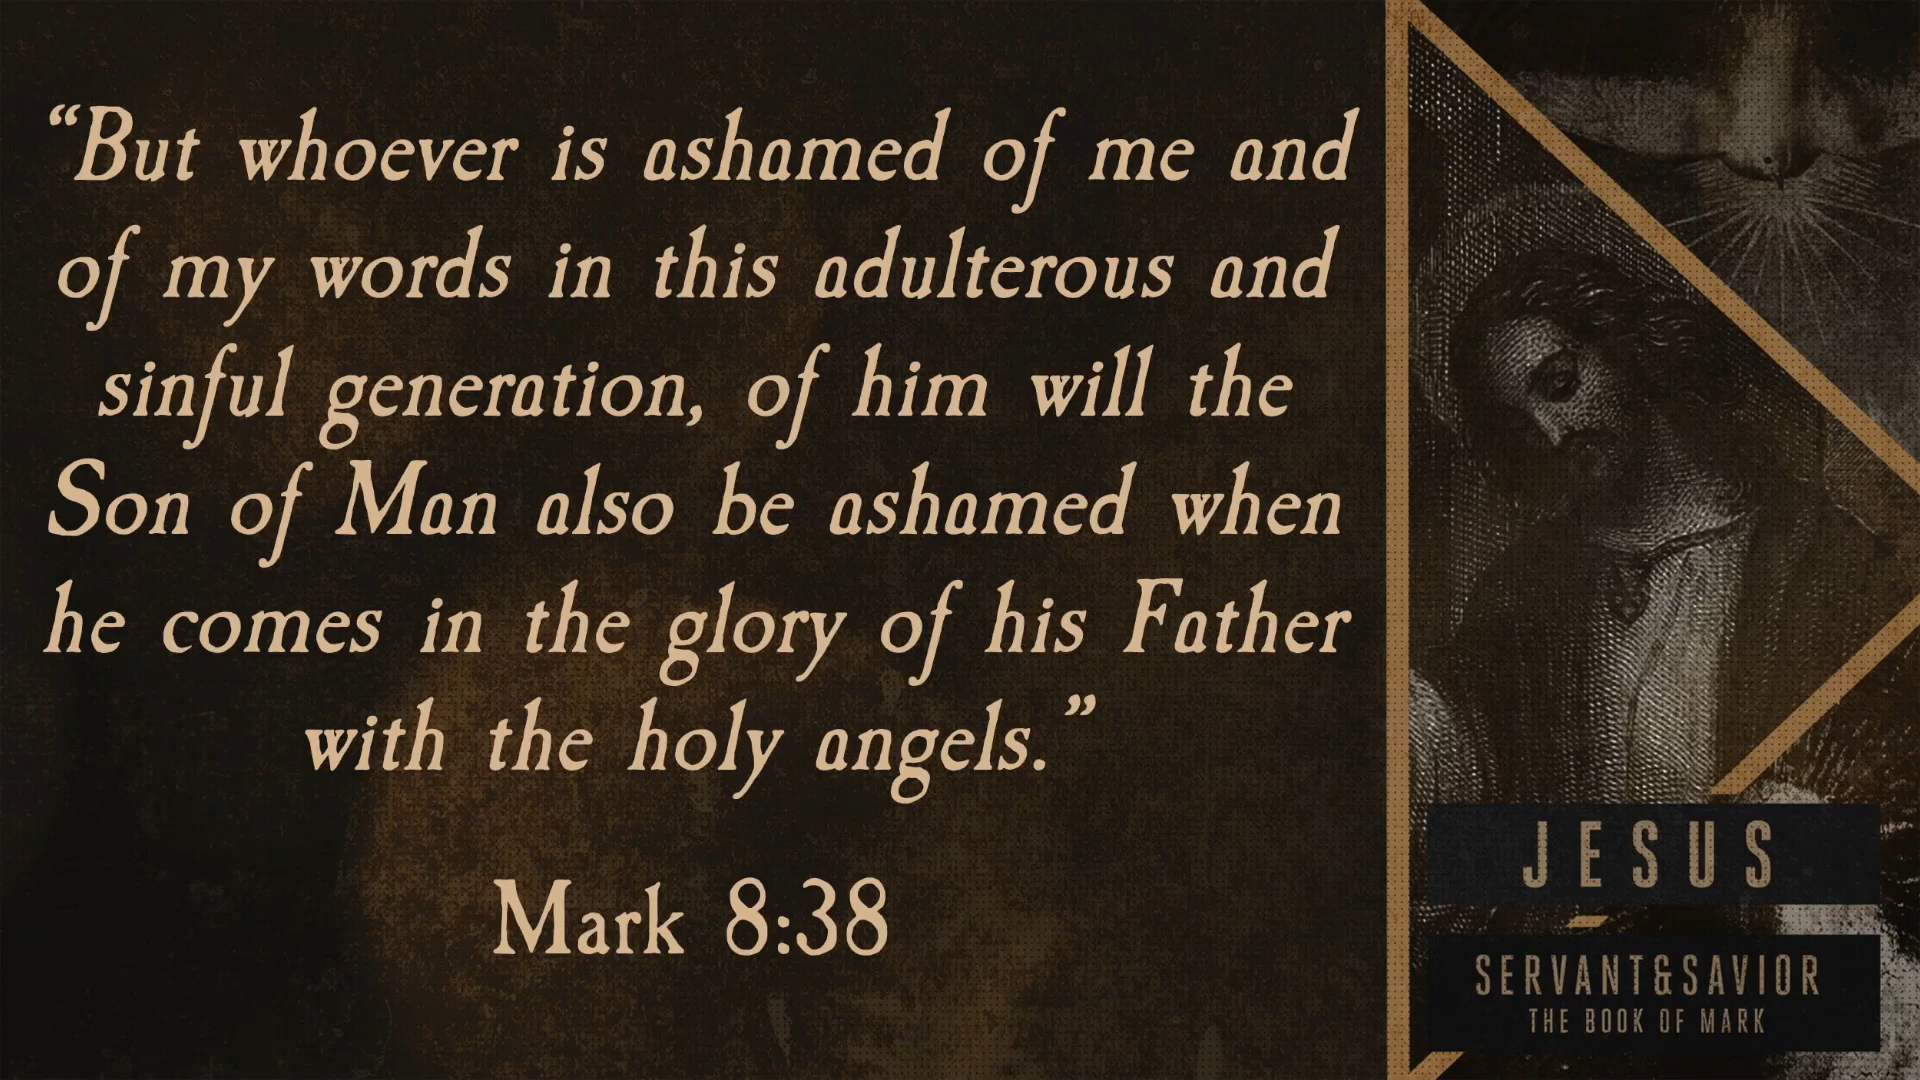 “But whoever is ashamed of me and
of my words in this adulterous and
sinful generation, of him will the
Son of Man also be ashamed when
he comes in the glory of his Father
with the holy angels.”
Mark 8:38
JESUS
SERVANT&SAVIOR
THE BOOK OF MARK